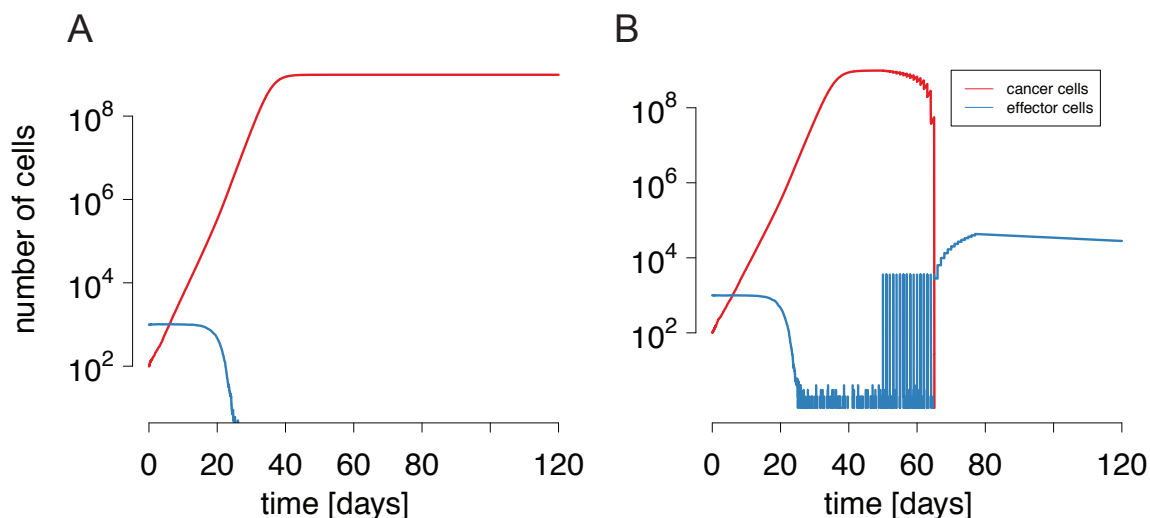 A
B
number of cells
10^8
10^6
10^4
10^2
0 20 40 60 80 120
time [days]
10^8
10^6
10^4
10^2
0 20 40 60 80 120
time [days]
cancer cells
effector cells